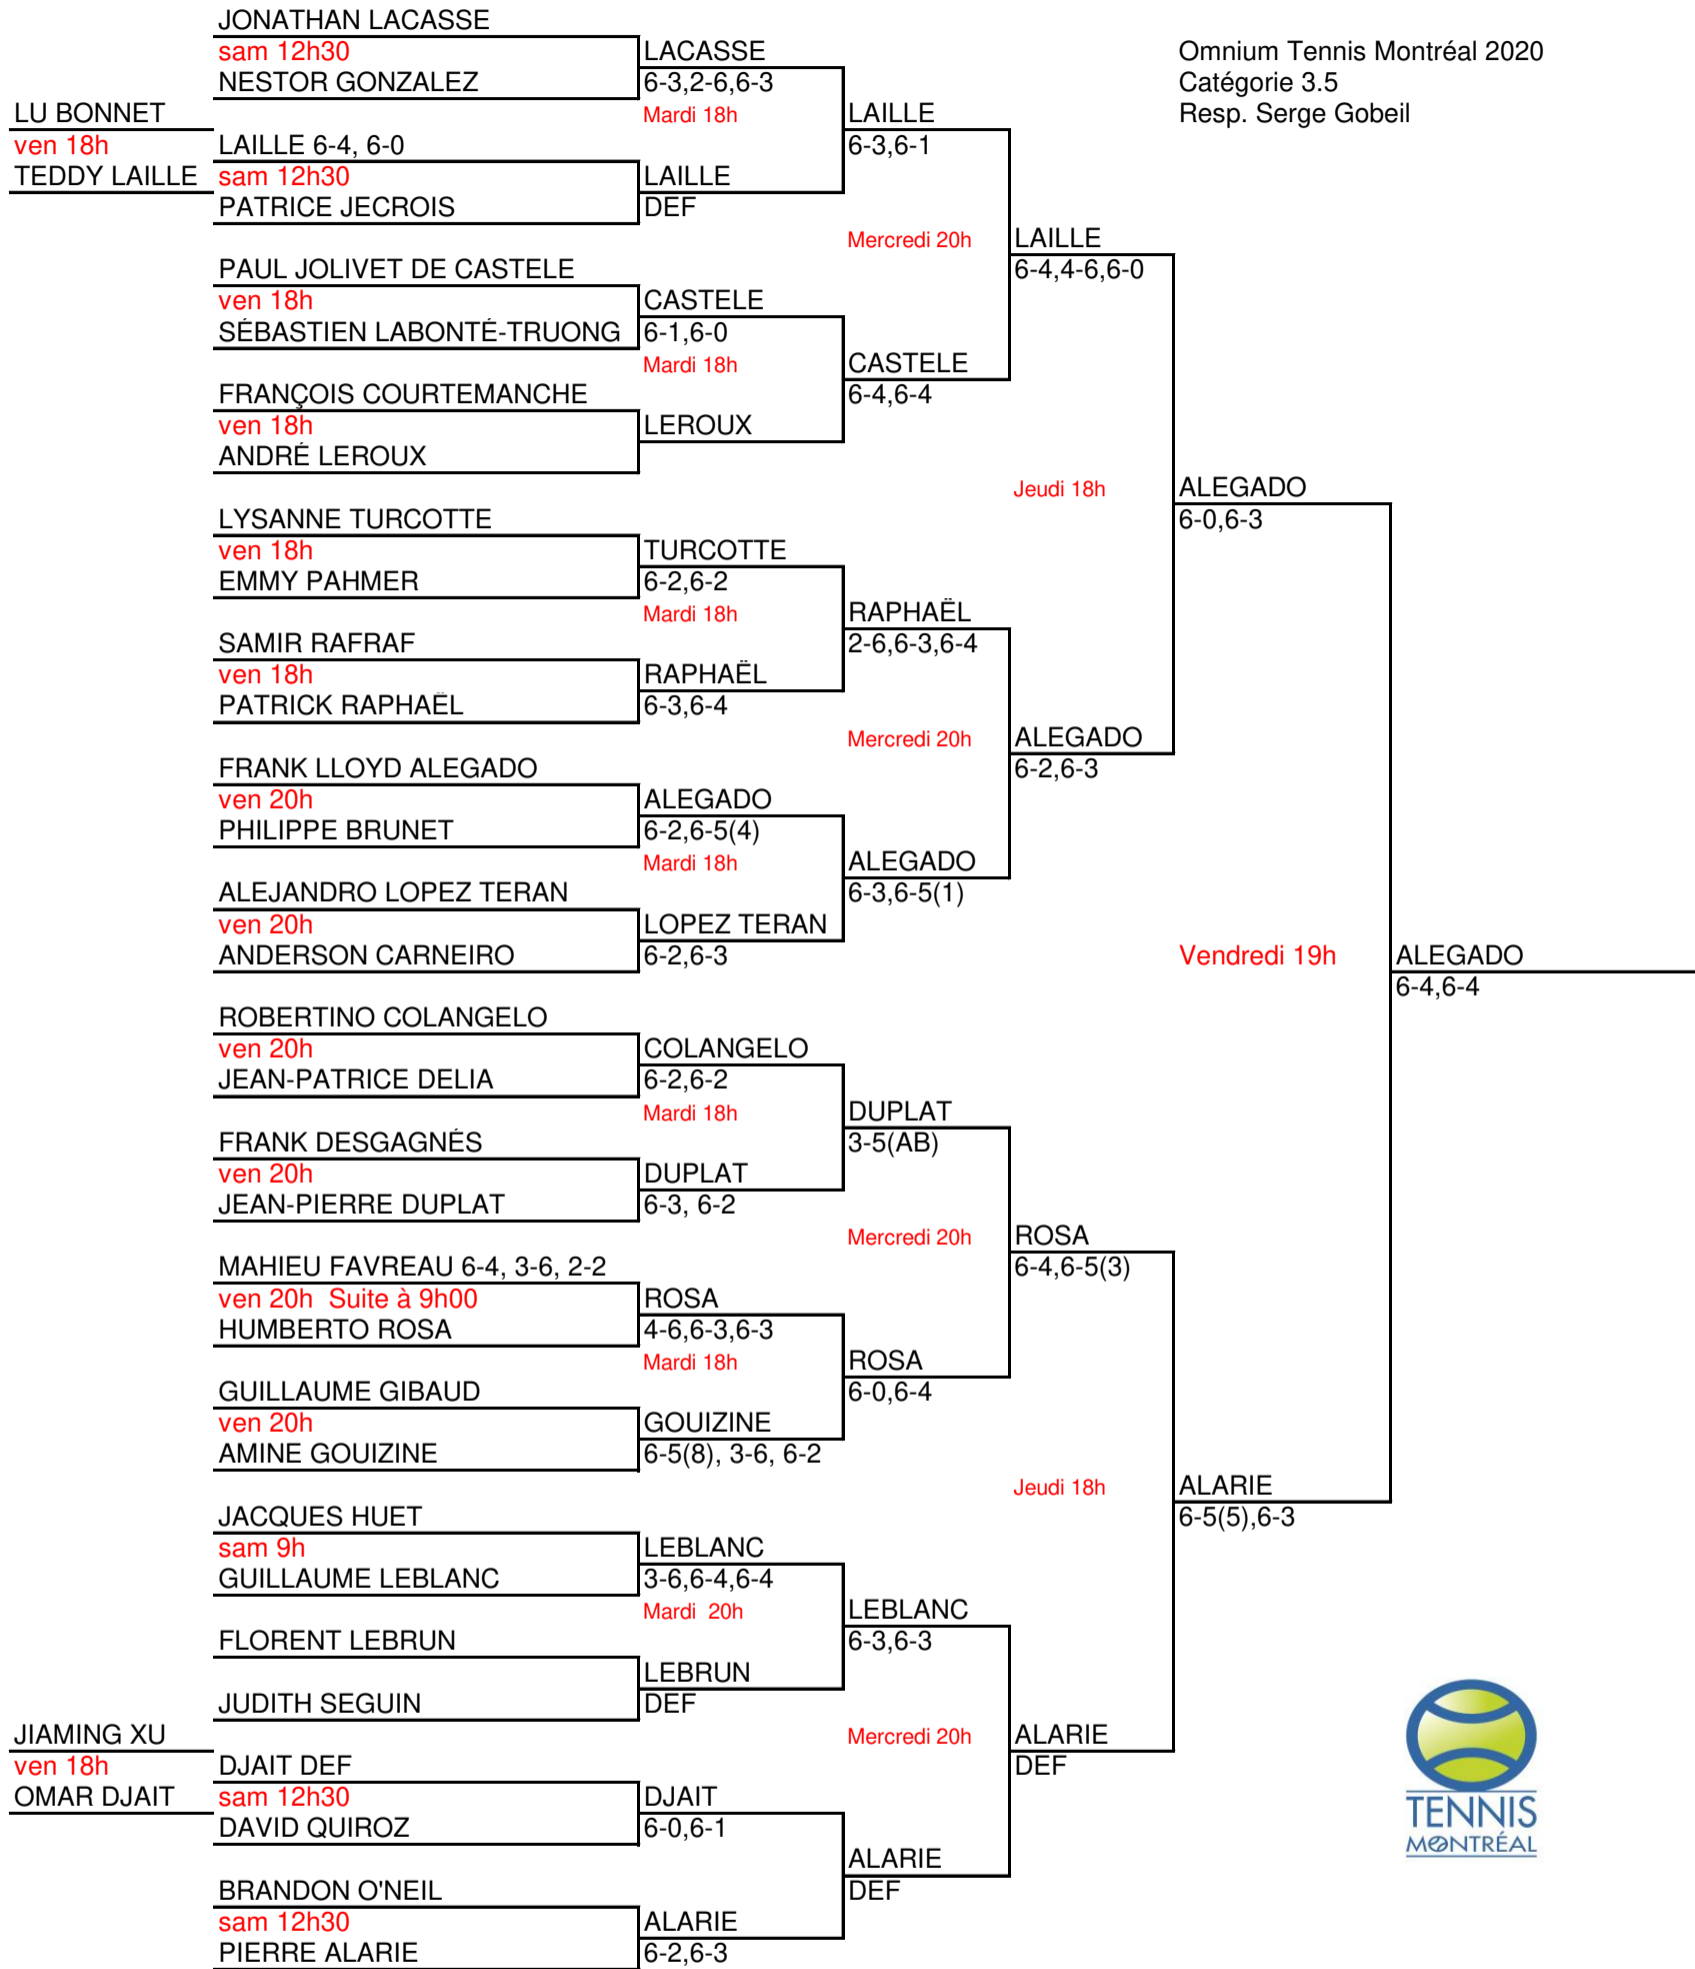 JONATHAN LACASSE
sam 12h30
NESTOR GONZALEZ
LU BONNET
ven 18h
TEDDY LAILLE
LAILLE 6-4, 6-0
sam 12h30
PATRICE JECROIS
PAUL JOLIVET DE CASTELE
ven 18h
SÉBASTIEN LABONTÉ-TRUONG
FRANÇOIS COURTEMANCHE
ven 18h
ANDRÉ LEROUX
LYSANNE TURCOTTE
ven 18h
EMMY PAHMER
SAMIR RAFRAF
ven 18h
PATRICK RAPHAËL
FRANK LLOYD ALEGADO
ven 20h
PHILIPPE BRUNET
ALEJANDRO LOPEZ TERAN
ven 20h
ANDERSON CARNEIRO
ROBERTINO COLANGELO
ven 20h
JEAN-PATRICE DELIA
FRANK DESGAGNÉS
ven 20h
JEAN-PIERRE DUPLAT
MAHIEU FAVREAU 6-4, 3-6, 2-2
ven 20h Suite à 9h00
HUMBERTO ROSA
GUILLAUME GIBAUD
ven 20h
AMINE GOUIZINE
JACQUES HUET
sam 9h
GUILLAUME LEBLANC
FLORENT LEBRUN
JUDITH SEGUIN
JIAMING XU
ven 18h
OMAR DJAIT
DJAIT DEF
sam 12h30
DAVID QUIROZ
BRANDON O'NEIL
sam 12h30
PIERRE ALARIE
LACASSE
6-3,2-6,6-3
Mardi 18h
LAILLE
DEF
CASTELE
6-1,6-0
Mardi 18h
LEROUX
TURCOTTE
6-2,6-2
Mardi 18h
RAPHAËL
6-3,6-4
ALEGADO
6-2,6-5(4)
Mardi 18h
LOPEZ TERAN
6-2,6-3
COLANGELO
6-2,6-2
Mardi 18h
DUPLAT
6-3, 6-2
ROSA
4-6,6-3,6-3
Mardi 18h
GOUIZINE
6-5(8), 3-6, 6-2
LEBLANC
3-6,6-4,6-4
Mardi 20h
LEBRUN
DEF
DJAIT
6-0,6-1
ALARIE
6-2,6-3
LAILLE
6-3,6-1
Mercredi 20h
CASTELE
6-4,6-4
RAPHAËL
2-6,6-3,6-4
Mercredi 20h
ALEGADO
6-3,6-5(1)
DUPLAT
3-5(AB)
Mercredi 20h
ROSA
6-0,6-4
LEBLANC
6-3,6-3
Mercredi 20h
ALARIE
DEF
LAILLE
6-4,4-6,6-0
Jeudi 18h
ALEGADO
6-2,6-3
ROSA
6-4,6-5(3)
Jeudi 18h
ALARIE
DEF
Omnium Tennis Montréal 2020
Catégorie 3.5
Resp. Serge Gobeil
ALEGADO
6-0,6-3
Vendredi 19h
ALARIE
6-5(5),6-3
ALEGADO
6-4,6-4
TENNIS
MONTRÉAL